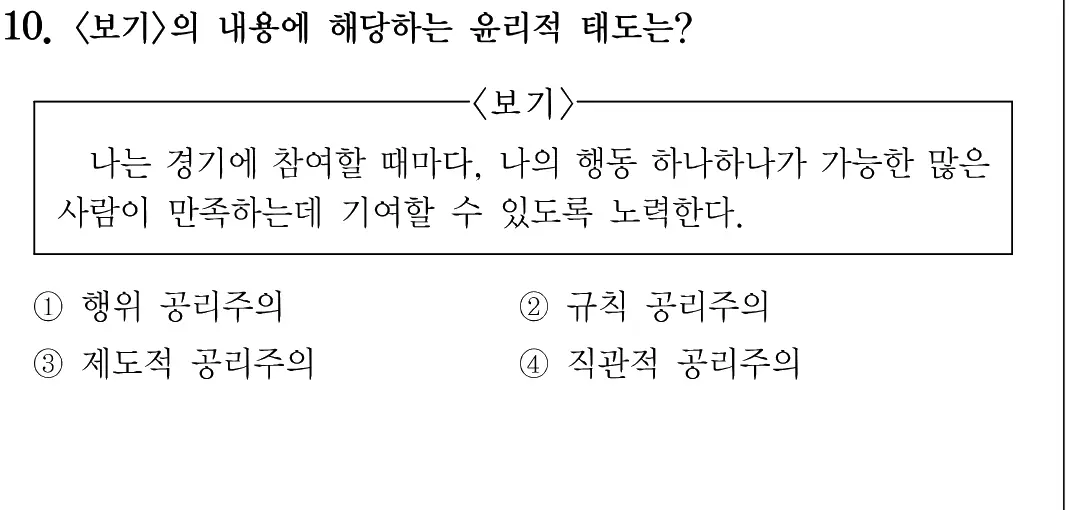 10. 〈보기〉의 내용에 해당하는 윤리적 태도는?
〈보기〉
나는 경기에 참여할 때마다, 나의 행동 하나하나가 가능한 많은
사람이 만족하는데 기여할 수 있도록 노력한다.
① 행위 공리주의 ② 규칙 공리주의
③ 제도적 공리주의 ④ 직관적 공리주의